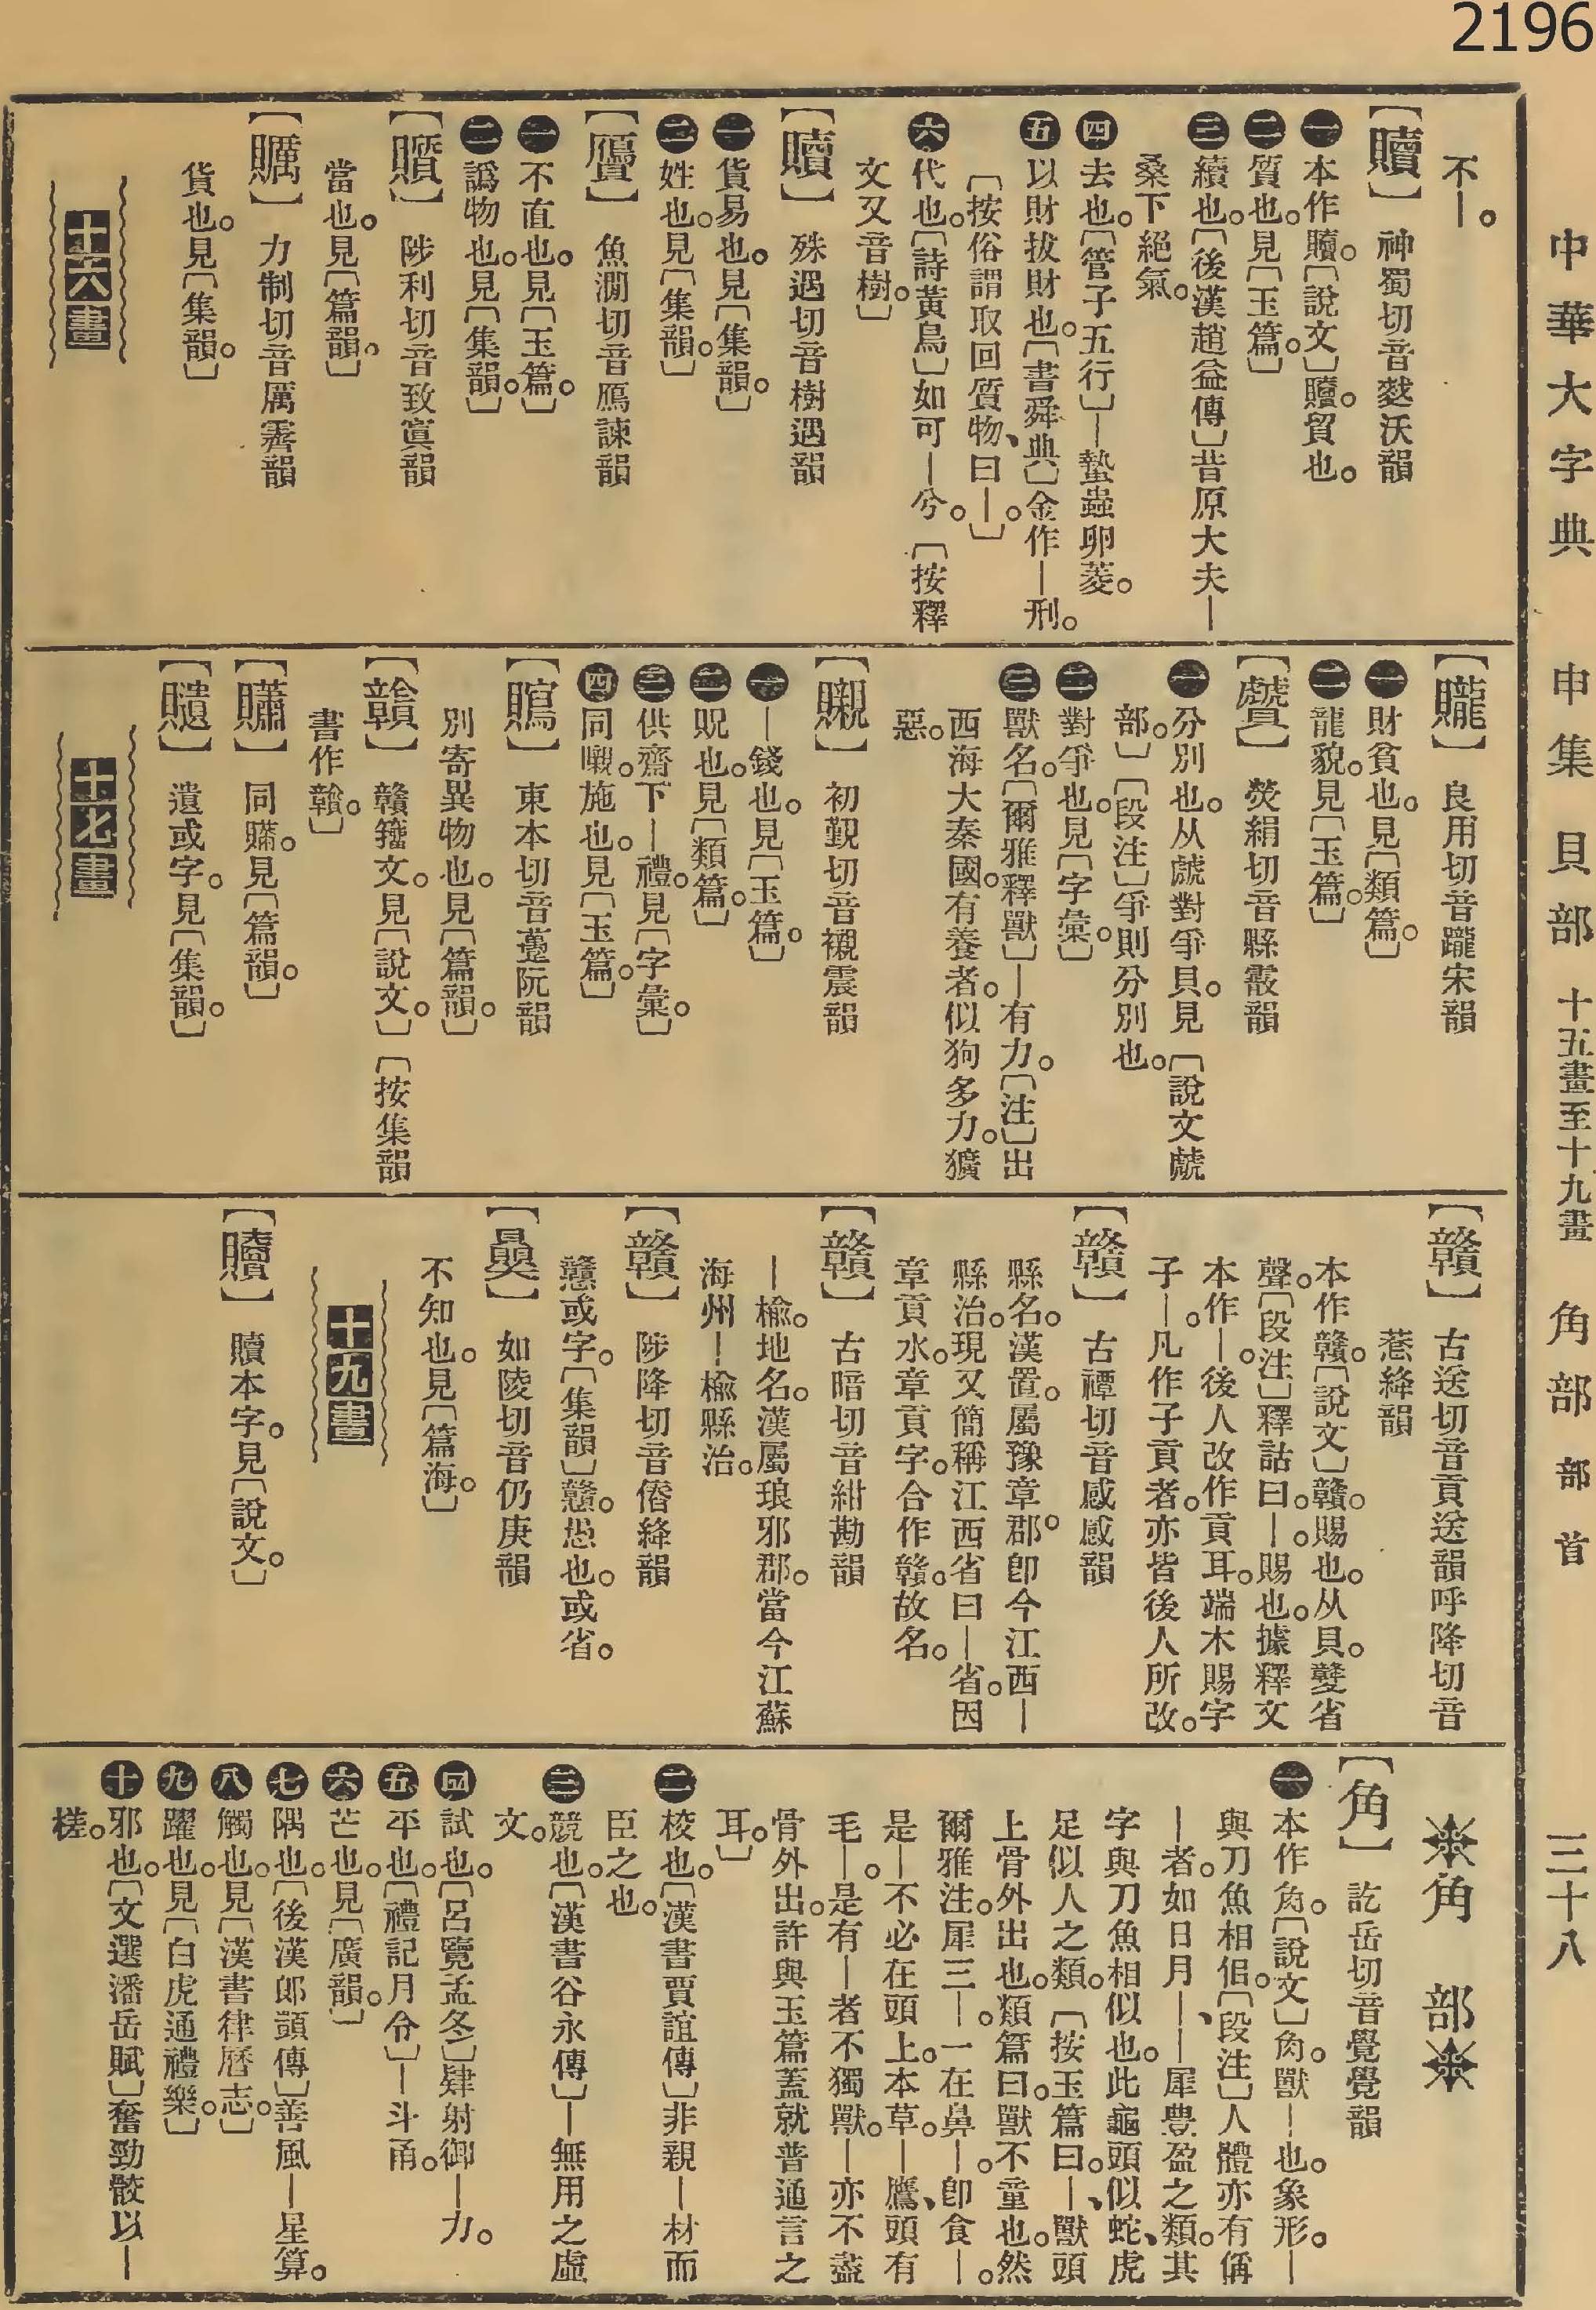 2196
中華大字典 申集 貝部 十五畫至十九畫 角部 部首 三十八
不—。
【贖】 神蜀切音䠱沃韻
㊀本作贖。〔說文〕贖。貿也。
㊁質也。見〔玉篇。〕
㊂續也。〔後漢趙益傳〕昔原大夫—
桑下絕氣。
㊃去也。〔管子五行〕—蟄蟲卵菱。
㊄以財拔財也。〔書舜典〕金作—刑。
〔按俗謂取回質物、曰—。〕
㊅代也。〔詩黃鳥〕如可—兮。〔按釋
文又音樹。〕
【贖】 殊遇切音樹遇韻
㊀貨易也。見〔集韻。〕
㊁姓也。見〔集韻。〕
【贗】 魚澗切音鴈諫韻
㊀不直也。見〔玉篇。〕
㊁譌物也。見〔集韻。〕
【䝰】 陟利切音致寘韻
當也。見〔篇韻。〕
力制切音厲霽韻
貨也。見〔集韻。〕
十六畫
【贚】 良用切音躘宋韻
㊀財貧也。見〔類篇。〕
㊁龍貌。見〔玉篇。〕
【贙】 熒絹切音縣霰韻
㊀分別也。从虤對爭貝。見〔說文虤
部。〕〔段注〕爭則分別也。
㊁對爭也。見〔字彙。〕
㊂獸名。〔爾雅釋獸〕—有力。〔注〕出
西海大秦國。有養者。似狗多力。獷
惡。
【贘】 初覲切音襯震韻
㊀—錢也。見〔玉篇。〕
㊁貺也。見〔類篇。〕
㊂供齋下—禮。見〔字彙。〕
㊃同嚫。施也。見〔玉篇。〕
東本切音躉阮韻
別寄異物也。見〔篇韻。〕
贛籀文。見〔說文。〕〔按集韻
書作𧸦。〕
同䞈。見〔篇韻。〕
遺或字。見〔集韻。〕
十七畫
【贛】 古送切音貢送韻呼降切音
惷絳韻
本作贛。〔說文〕贛。賜也。从貝。䇂省
聲。〔段注〕釋詁曰。—。賜也。據釋文
本作—。後人改作貢耳。端木賜字
子—。凡作子貢者。亦皆後人所改。
【贛】 古禫切音感感韻
縣名。漢置。屬豫章郡。卽今江西—
縣治。現又簡稱江西省曰—省。因
章貢水。章貢字。合作贛。故名。
【贛】 古暗切音紺勘韻
—楡。地名。漢屬琅邪郡。當今江蘇
海州—楡縣治。
【贛】 陟降切音䯳絳韻
戇或字。〔集韻〕戇。愚也。或省。
如陵切音仍庚韻
不知也。見〔篇海。〕
十九畫
贖本字。見〔說文。〕
角部
【角】 訖岳切音覺覺韻
㊀本作𧢲。〔說文〕𧢲。獸—也。象形。—
與刀魚相佀。〔段注〕人體亦有偁
—者。如日月—、—犀豐盈之類。其
字與刀魚相似也。此龜頭似蛇、虎
足似人之類。〔按玉篇曰。—、獸頭
上骨外出也。類篇曰。獸不童也。然
爾雅注。犀三—。一在鼻—。卽食—。
是—不必在頭上。本草。—鷹、頭有
毛—。是有—者不獨獸。—亦不盡
骨外出。許與玉篇蓋就普通言之
耳。〕
㊁校也。〔漢書賈誼傳〕非親—材而
臣之也。
㊂競也。〔漢書谷永傳〕—無用之虛
文。
㊃試也。〔呂覽孟冬〕肄射御—力。
㊄平也。〔禮記月令〕—斗甬。
㊅芒也。見〔廣韻。〕
㊆隅也。〔後漢郞顗傳〕善風—星算。
㊇觸也。見〔漢書律曆志。〕
㊈躍也。見〔白虎通禮樂。〕
㊉邪也。〔文選潘岳賦〕奮勁骹以—
槎。